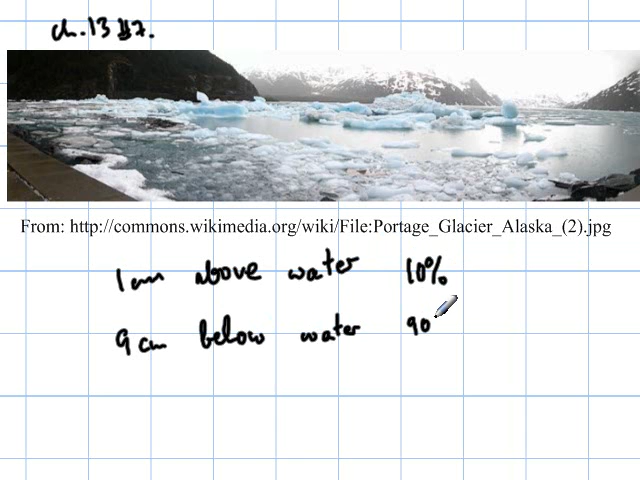 ch.13 #7.
From: http://commons.wikimedia.org/wiki/File:Portage_Glacier_Alaska_(2).jpg
1 cm above water 10%
9 cm below water 90